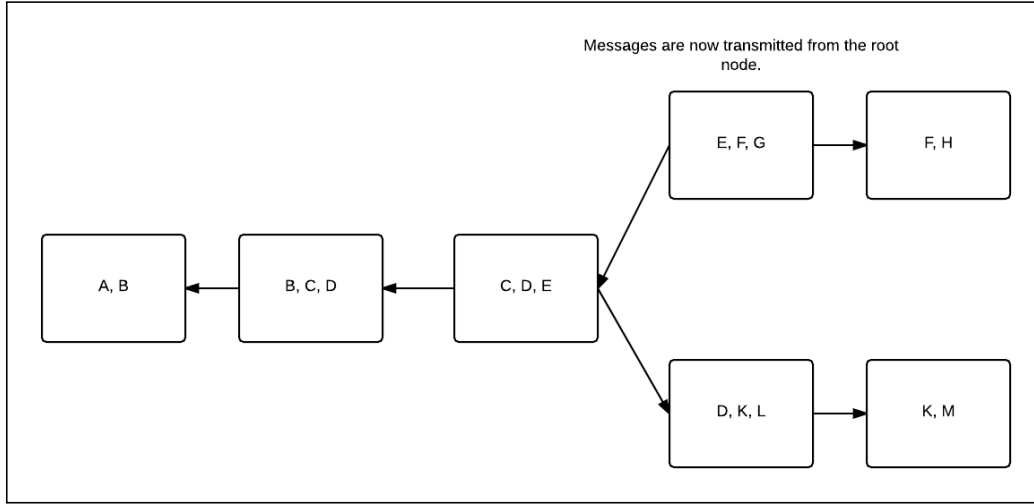 Messages are now transmitted from the root
node.
E, F, G
F, H
A, B
B, C, D
C, D, E
D, K, L
K, M